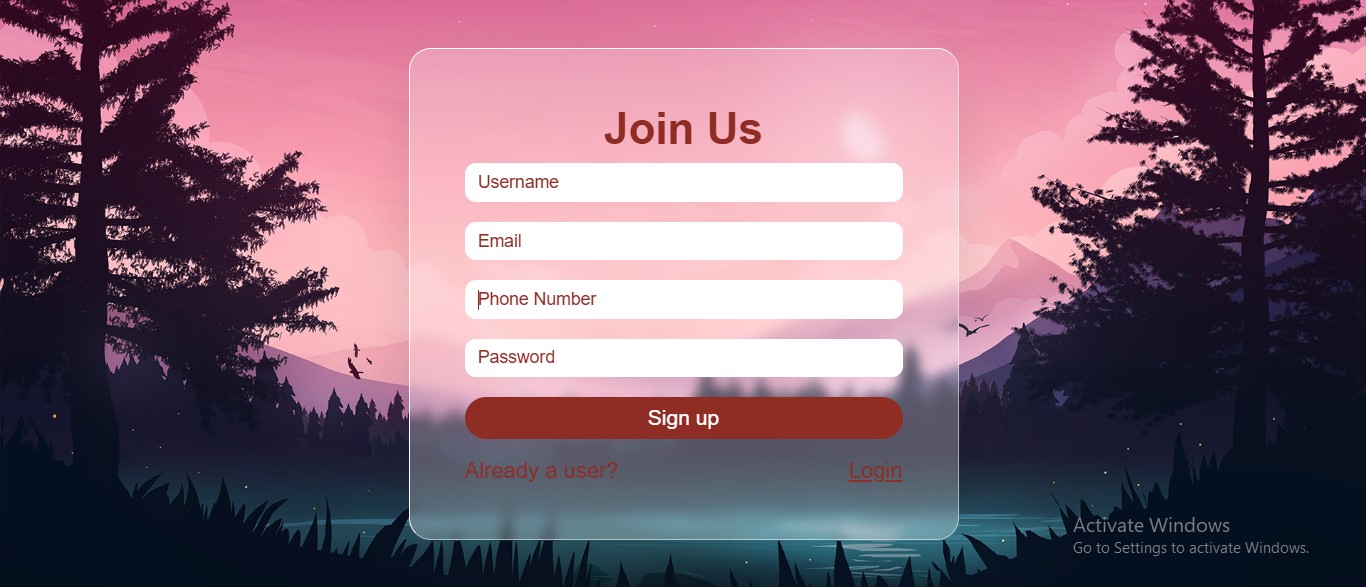 Join Us
Username
Email
Phone Number
Password
Sign up
Already a user? Login
Activate Windows
Go to Settings to activate Windows.